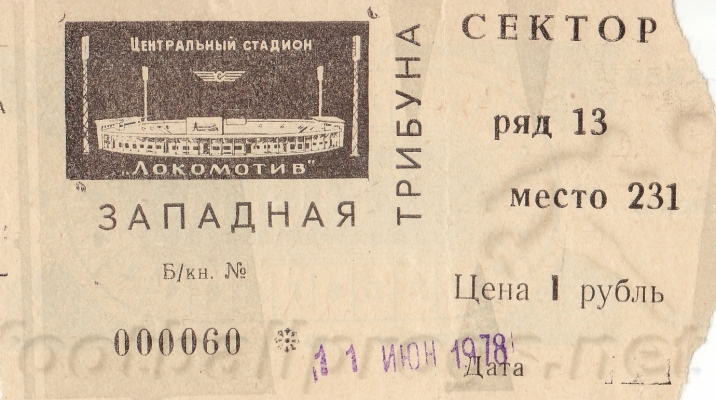 Центральный стадион
„Локомотив"
ЗАПАДНАЯ
ТРИБУНА
Б/кн. №
000060
СЕКТОР
ряд 13
место 231
Цена 1 рубль
11 ИЮН 1978
Дата